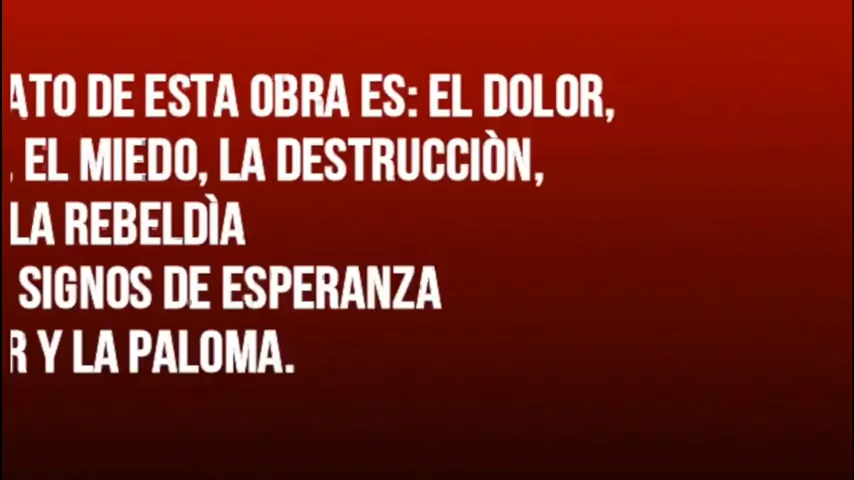 ATO DE ESTA OBRA ES: EL DOLOR,
, EL MIEDO, LA DESTRUCCIÒN,
LA REBELDÌA
SIGNOS DE ESPERANZA
R Y LA PALOMA.